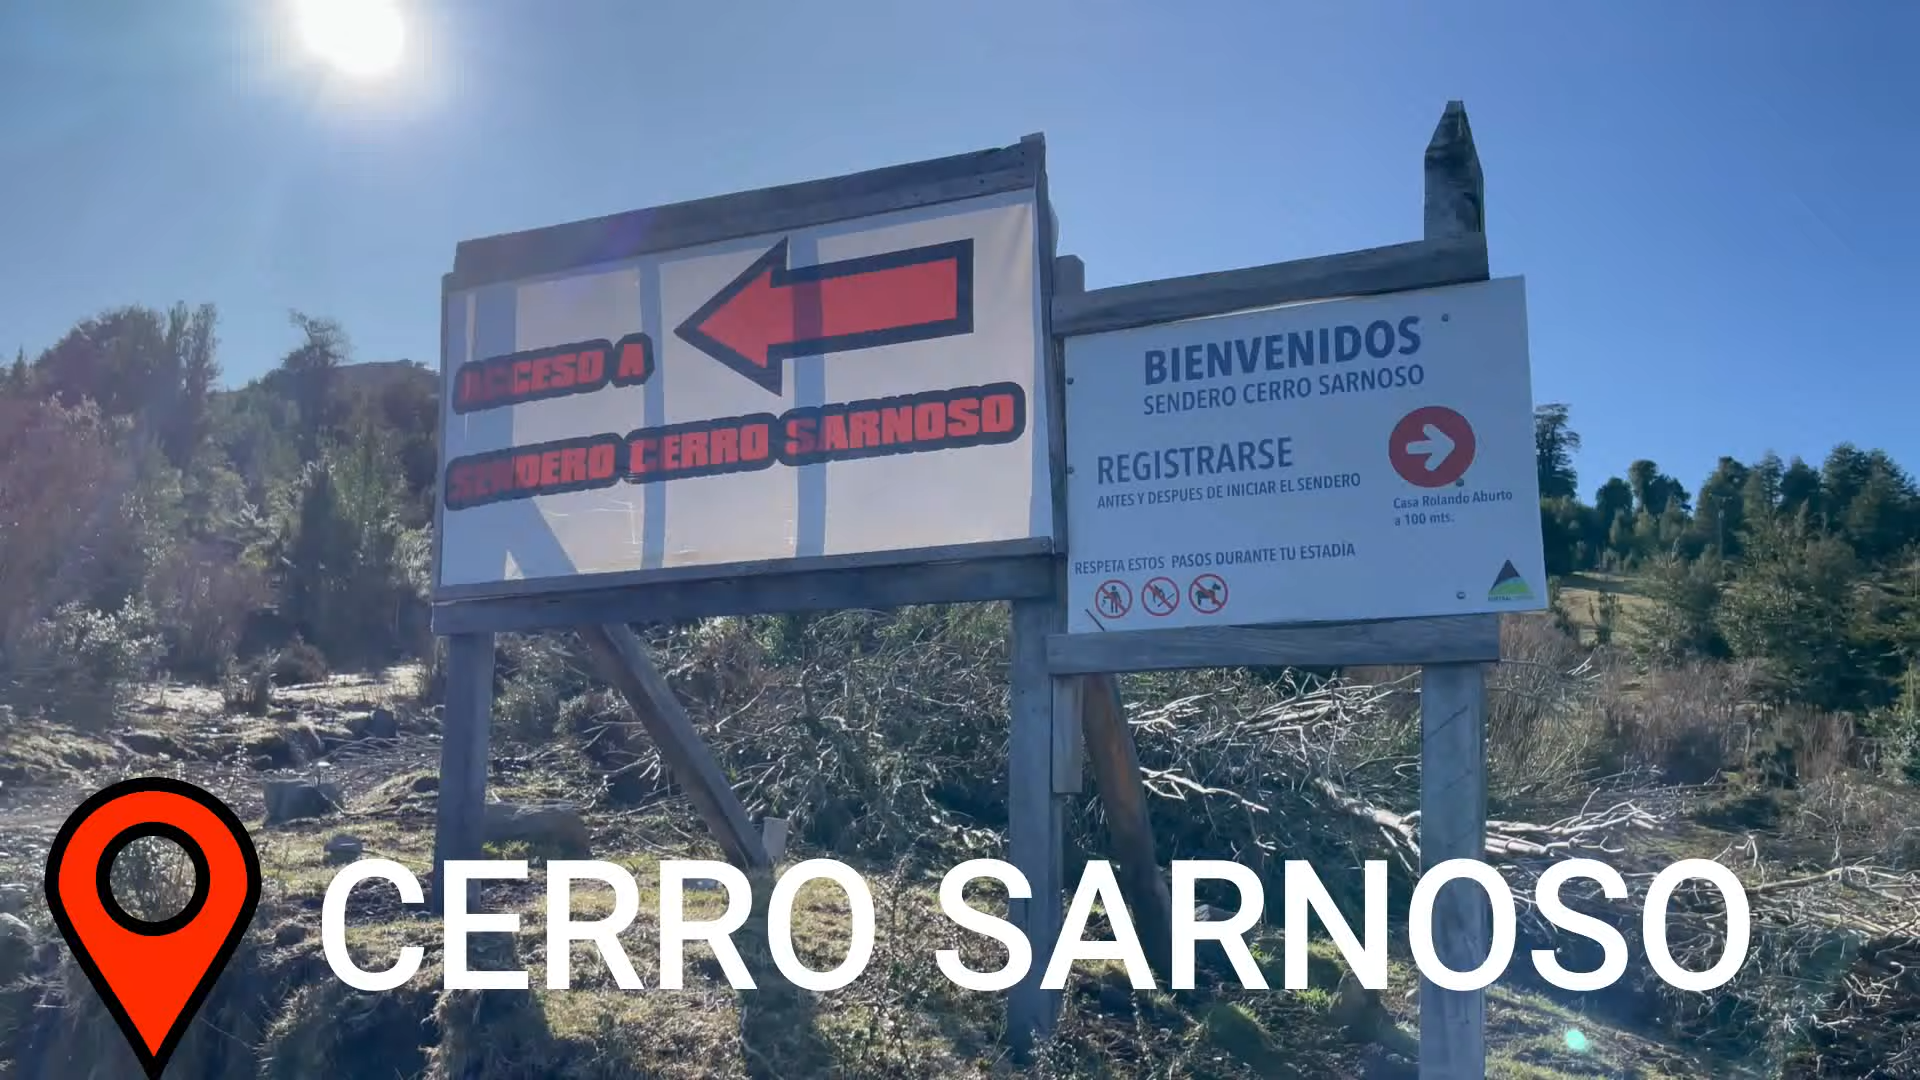 ACCESO A
SENDERO CERRO SARNOSO
BIENVENIDOS
SENDERO CERRO SARNOSO
REGISTRARSE
ANTES Y DESPUES DE INICIAR EL SENDERO
Casa Rolando Aburto
a 100 mts.
RESPETA ESTOS PASOS DURANTE TU ESTADÍA
CERRO SARNOSO